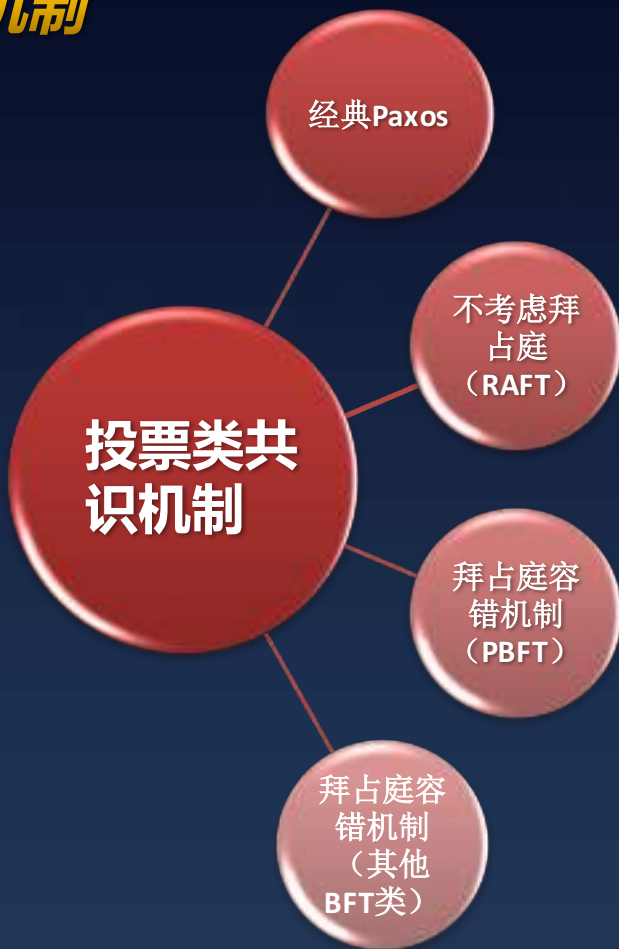 机制
经典Paxos
不考虑拜
占庭
（RAFT）
投票类共
识机制
拜占庭容
错机制
（PBFT）
拜占庭容
错机制
（其他
BFT类）